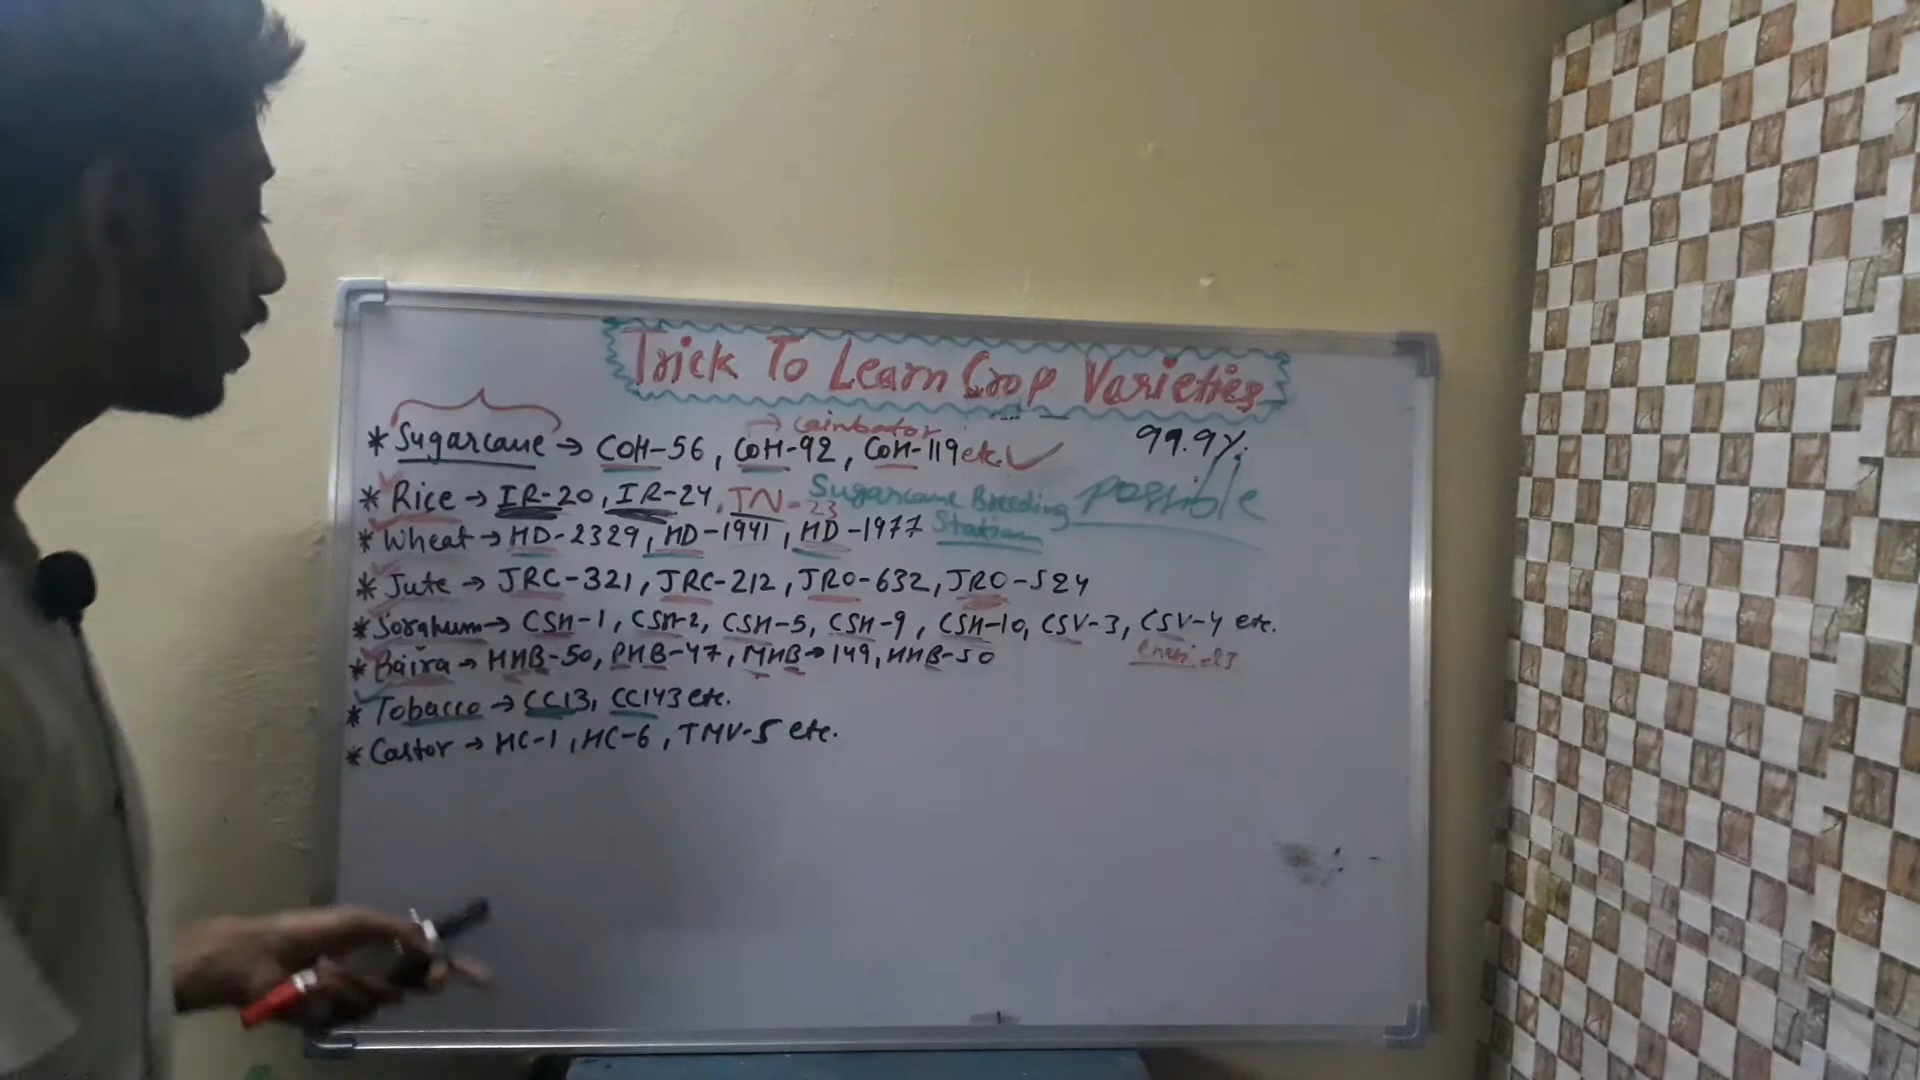 Trick To Learn Crop Varieties
→ Coinbator
* Sugarcane → COH-56, COH-92, COH-119 etc. ✓
99.9%
possible
* Rice → IR-20, IR-24, TN-23
Sugarcane Breeding
Station
* Wheat → HD-2329, HD-1941, HD-1977
* Jute → JRC-321, JRC-212, JRO-632, JRO-524
* Sorghum → CSH-1, CSH-2, CSH-5, CSH-9, CSH-10, CSV-3, CSV-4 etc.
* Bajra → HHB-50, PHB-47, MHB→149, HHB-50
* Tobacco → CC13, CC143 etc.
* Castor → HC-1, HC-6, TMV-5 etc.